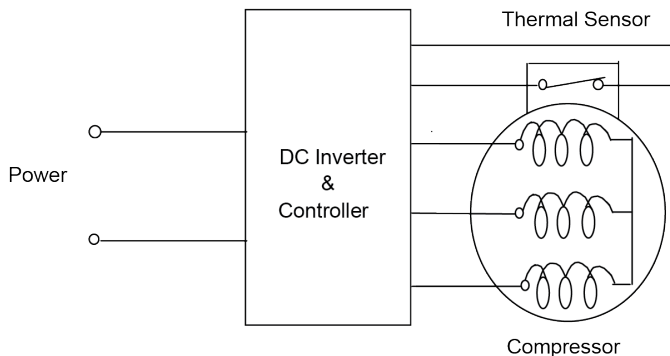 Thermal Sensor
Power
DC Inverter
&
Controller
Compressor